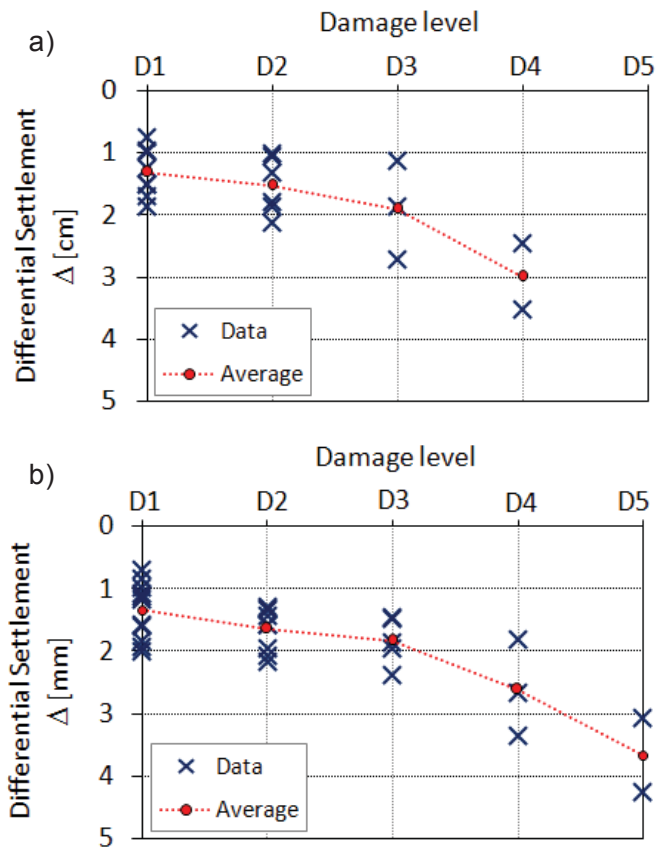 a)
Damage level
D1 D2 D3 D4 D5
0
1
2
3
4
5
Differential Settlement
Δ [cm]
Data
Average
b)
Damage level
D1 D2 D3 D4 D5
0
1
2
3
4
5
Differential Settlement
Δ [mm]
Data
Average